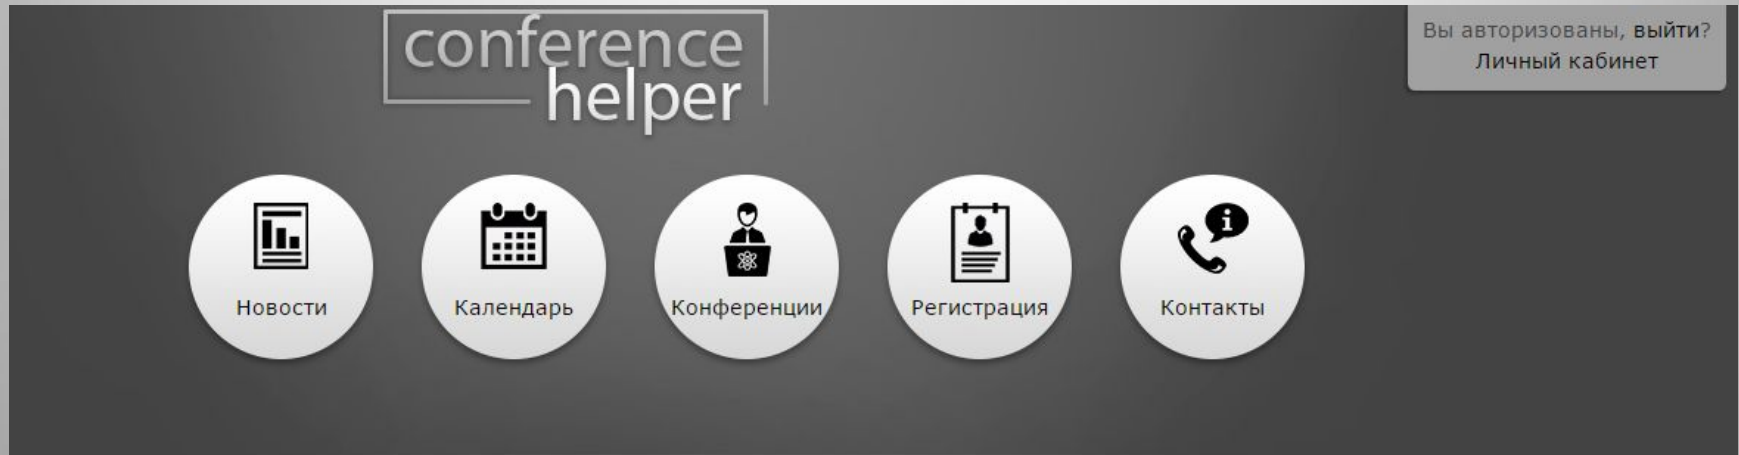 conference
helper
Вы авторизованы, выйти?
Личный кабинет
Новости
Календарь
Конференции
Регистрация
Контакты